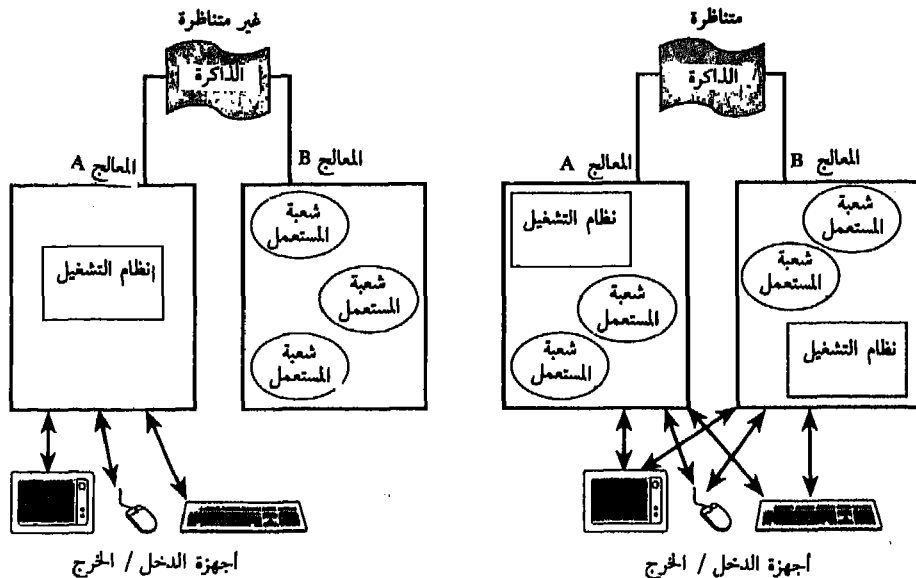 متناظرة
الذاكرة
المعالج A
المعالج B
نظام التشغيل
شعبة
المستعمل
شعبة
المستعمل
شعبة
المستعمل
شعبة
المستعمل
نظام التشغيل
أجهزة الدخل / الخرج
غير متناظرة
الذاكرة
المعالج A
المعالج B
نظام التشغيل
شعبة
المستعمل
شعبة
المستعمل
شعبة
المستعمل
أجهزة الدخل / الخرج